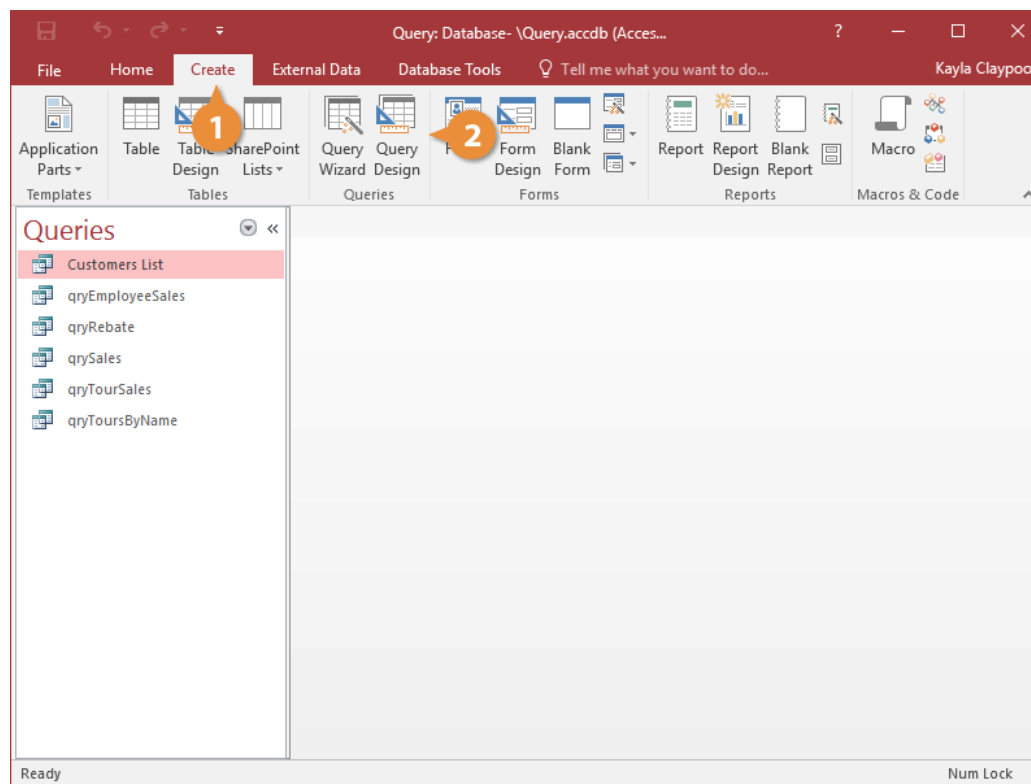 Query: Database- \Query.accdb (Acces... ?
File Home Create External Data Database Tools Tell me what you want to do... Kayla Claypoo
1
2
Application Parts
Table
Table Design
SharePoint Lists
Query Wizard
Query Design
Form Design
Blank Form
Report
Report Design
Blank Report
Macro
Templates Tables Queries Forms Reports Macros & Code
Queries
Customers List
qryEmployeeSales
qryRebate
qrySales
qryTourSales
qryToursByName
Ready Num Lock